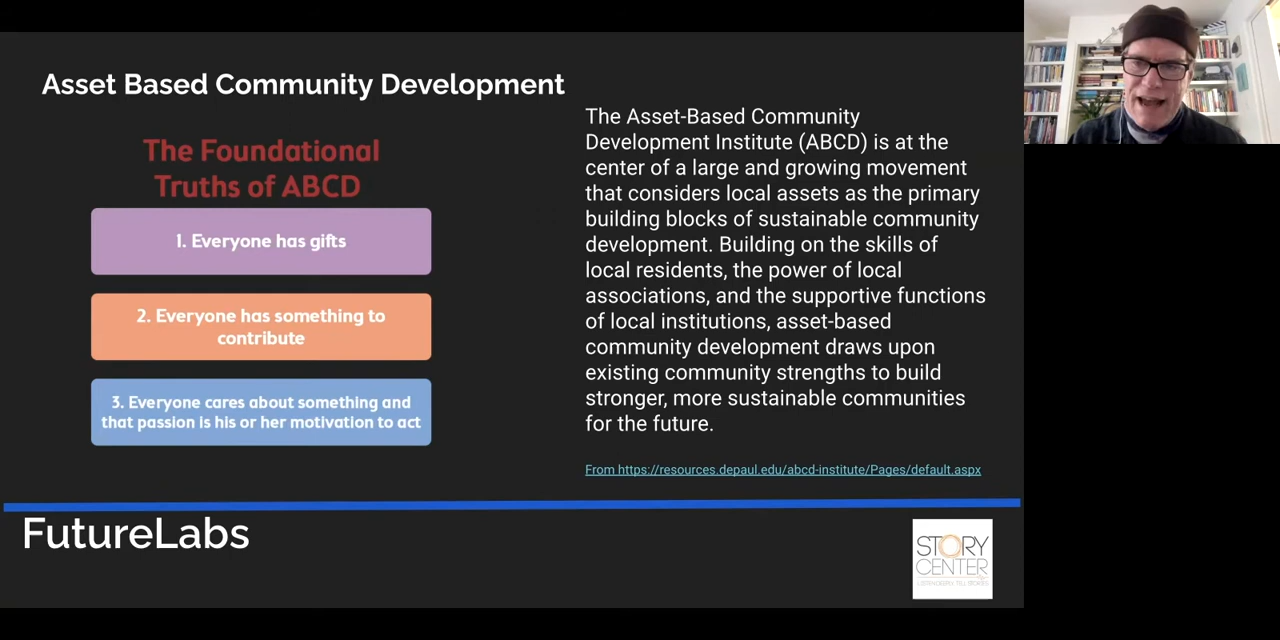 Asset Based Community Development
The Foundational
Truths of ABCD
1. Everyone has gifts
2. Everyone has something to
contribute
3. Everyone cares about something and
that passion is his or her motivation to act
The Asset-Based Community
Development Institute (ABCD) is at the
center of a large and growing movement
that considers local assets as the primary
building blocks of sustainable community
development. Building on the skills of
local residents, the power of local
associations, and the supportive functions
of local institutions, asset-based
community development draws upon
existing community strengths to build
stronger, more sustainable communities
for the future.
From https://resources.depaul.edu/abcd-institute/Pages/default.aspx
FutureLabs
STORY
CENTER
LISTEN DEEPLY TELL STORIES